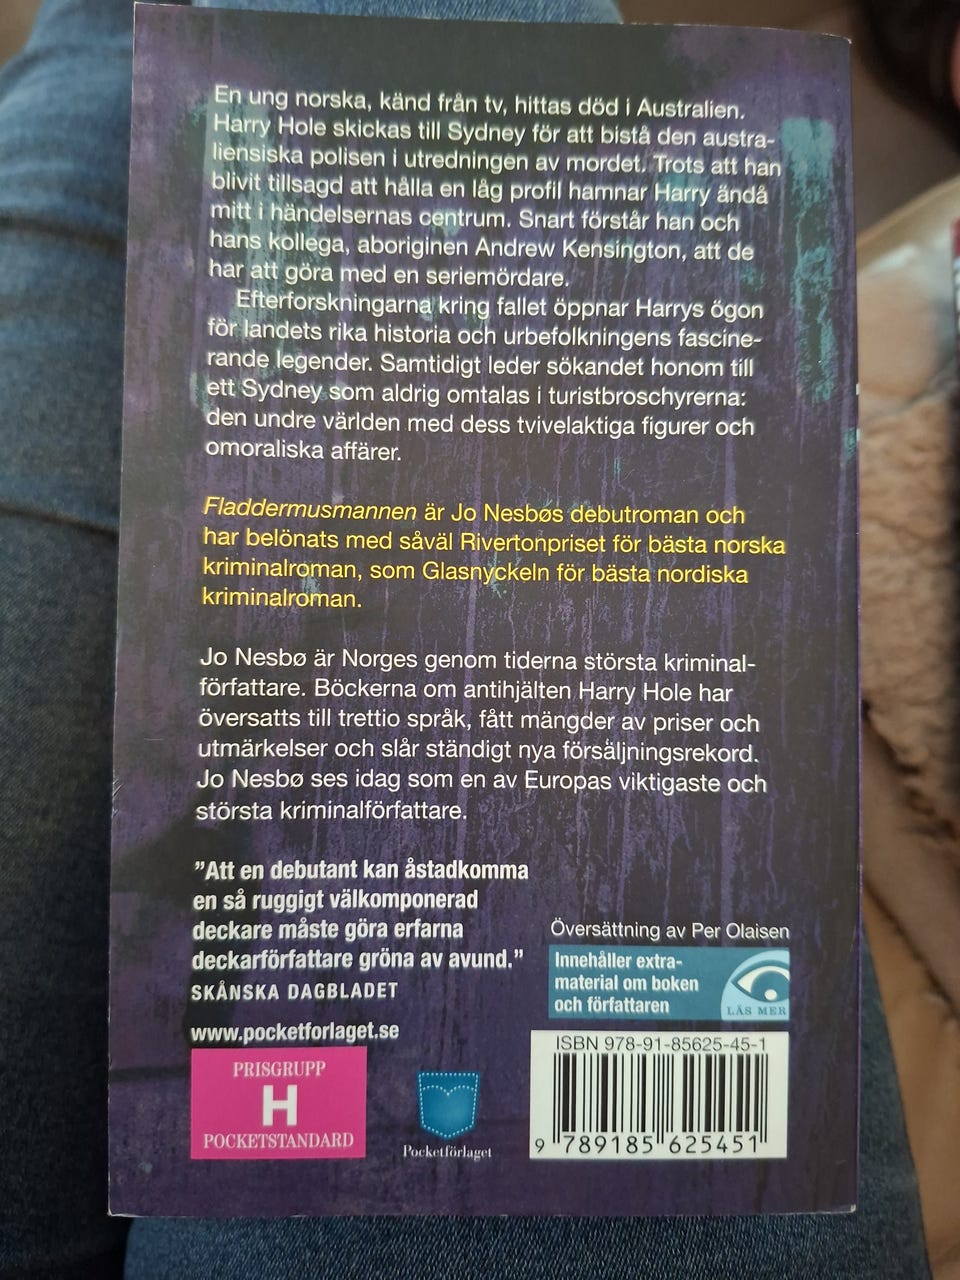 En ung norska, känd från tv, hittas död i Australien.
Harry Hole skickas till Sydney för att bistå den austra-
liensiska polisen i utredningen av mordet. Trots att han
blivit tillsagd att hålla en låg profil hamnar Harry ändå
mitt i händelsernas centrum. Snart förstår han och
hans kollega, aboriginen Andrew Kensington, att de
har att göra med en seriemördare.
Efterforskningarna kring fallet öppnar Harrys ögon
för landets rika historia och urbefolkningens fascine-
rande legender. Samtidigt leder sökandet honom till
ett Sydney som aldrig omtalas i turistbroschyrerna:
den undre världen med dess tvivelaktiga figurer och
omoraliska affärer.
Fladdermusmannen är Jo Nesbøs debutroman och
har belönats med såväl Rivertonpriset för bästa norska
kriminalroman, som Glasnyckeln för bästa nordiska
kriminalroman.
Jo Nesbø är Norges genom tiderna största kriminal-
författare. Böckerna om antihjälten Harry Hole har
översatts till trettio språk, fått mängder av priser och
utmärkelser och slår ständigt nya försäljningsrekord.
Jo Nesbø ses idag som en av Europas viktigaste och
största kriminalförfattare.
”Att en debutant kan åstadkomma
en så ruggigt välkomponerad
deckare måste göra erfarna
deckarförfattare gröna av avund.”
SKÅNSKA DAGBLADET
www.pocketforlaget.se
PRISGRUPP
H
POCKETSTANDARD
Pocketförlaget
Översättning av Per Olaisen
Innehåller extra-
material om boken
och författaren
LÄS MER
ISBN 978-91-85625-45-1
9 789185 625451